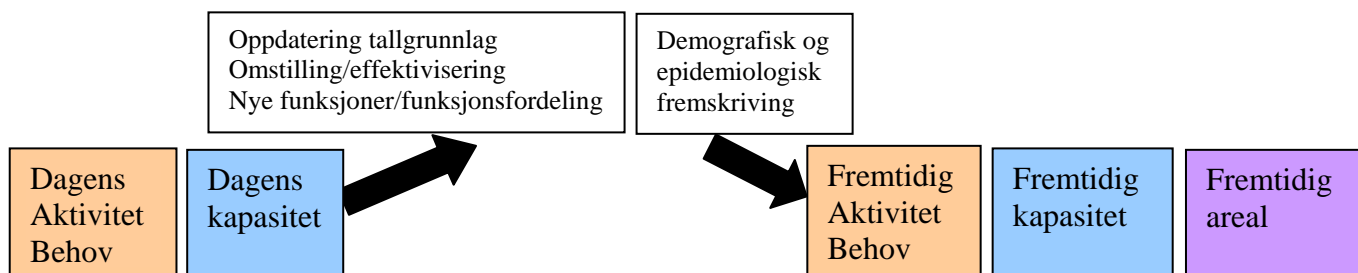 Oppdatering tallgrunnlag
Omstilling/effektivisering
Nye funksjoner/funksjonsfordeling
Demografisk og
epidemiologisk
fremskriving
Dagens
Aktivitet
Behov
Dagens
kapasitet
Fremtidig
Aktivitet
Behov
Fremtidig
kapasitet
Fremtidig
areal